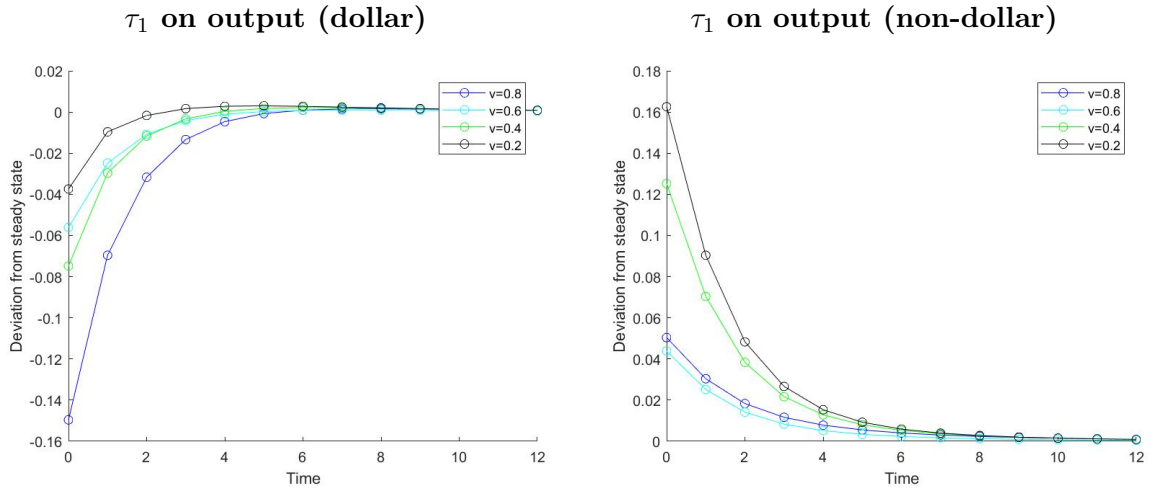 τ₁ on output (dollar)
0.02
0
-0.02
-0.04
-0.06
-0.08
-0.1
-0.12
-0.14
-0.16
Deviation from steady state
0 2 4 6 8 10 12
Time
v=0.8
v=0.6
v=0.4
v=0.2
τ₁ on output (non-dollar)
0.18
0.16
0.14
0.12
0.1
0.08
0.06
0.04
0.02
0
Deviation from steady state
0 2 4 6 8 10 12
Time
v=0.8
v=0.6
v=0.4
v=0.2